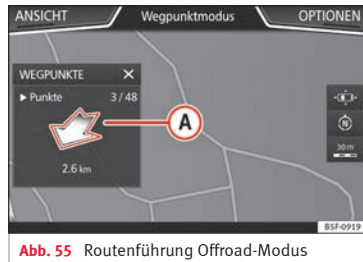 ANSICHT Wegpunktmodus OPTIONEN
WEGPUNKTE X
▶ Punkte 3 / 48
A
2.6 km
N
30 m
B5F-0919
Abb. 55 Routenführung Offroad-Modus